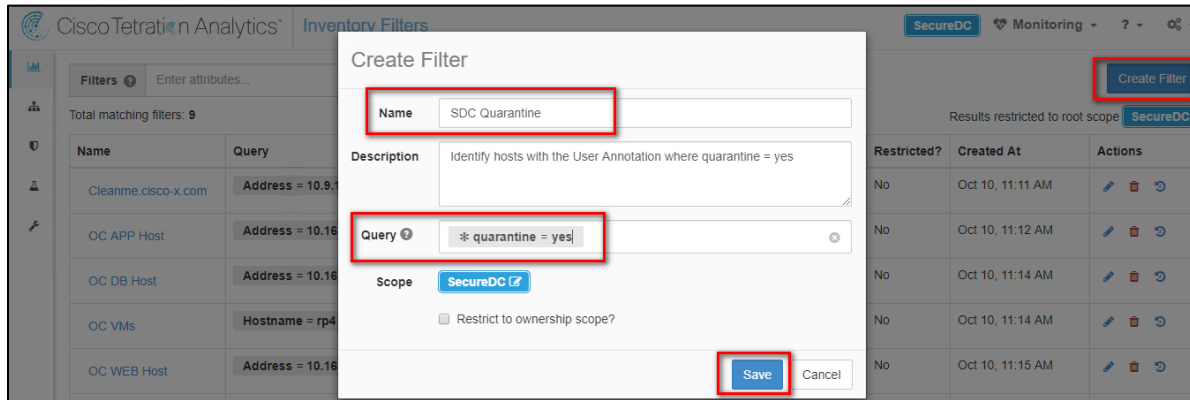 Cisco Tetration Analytics™ Inventory Filters SecureDC Monitoring ?
Filters ? Enter attributes... Create Filter
Total matching filters: 9 Results restricted to root scope SecureDC
Name Query Restricted? Created At Actions
Cleanme.cisco-x.com Address = 10.9.1 No Oct 10, 11:11 AM
OC APP Host Address = 10.16 No Oct 10, 11:12 AM
OC DB Host Address = 10.16 No Oct 10, 11:14 AM
OC VMs Hostname = rp4 No Oct 10, 11:14 AM
OC WEB Host Address = 10.16 No Oct 10, 11:15 AM
Create Filter
Name SDC Quarantine
Description Identify hosts with the User Annotation where quarantine = yes
Query ? * quarantine = yes
Scope SecureDC
Restrict to ownership scope?
Save Cancel